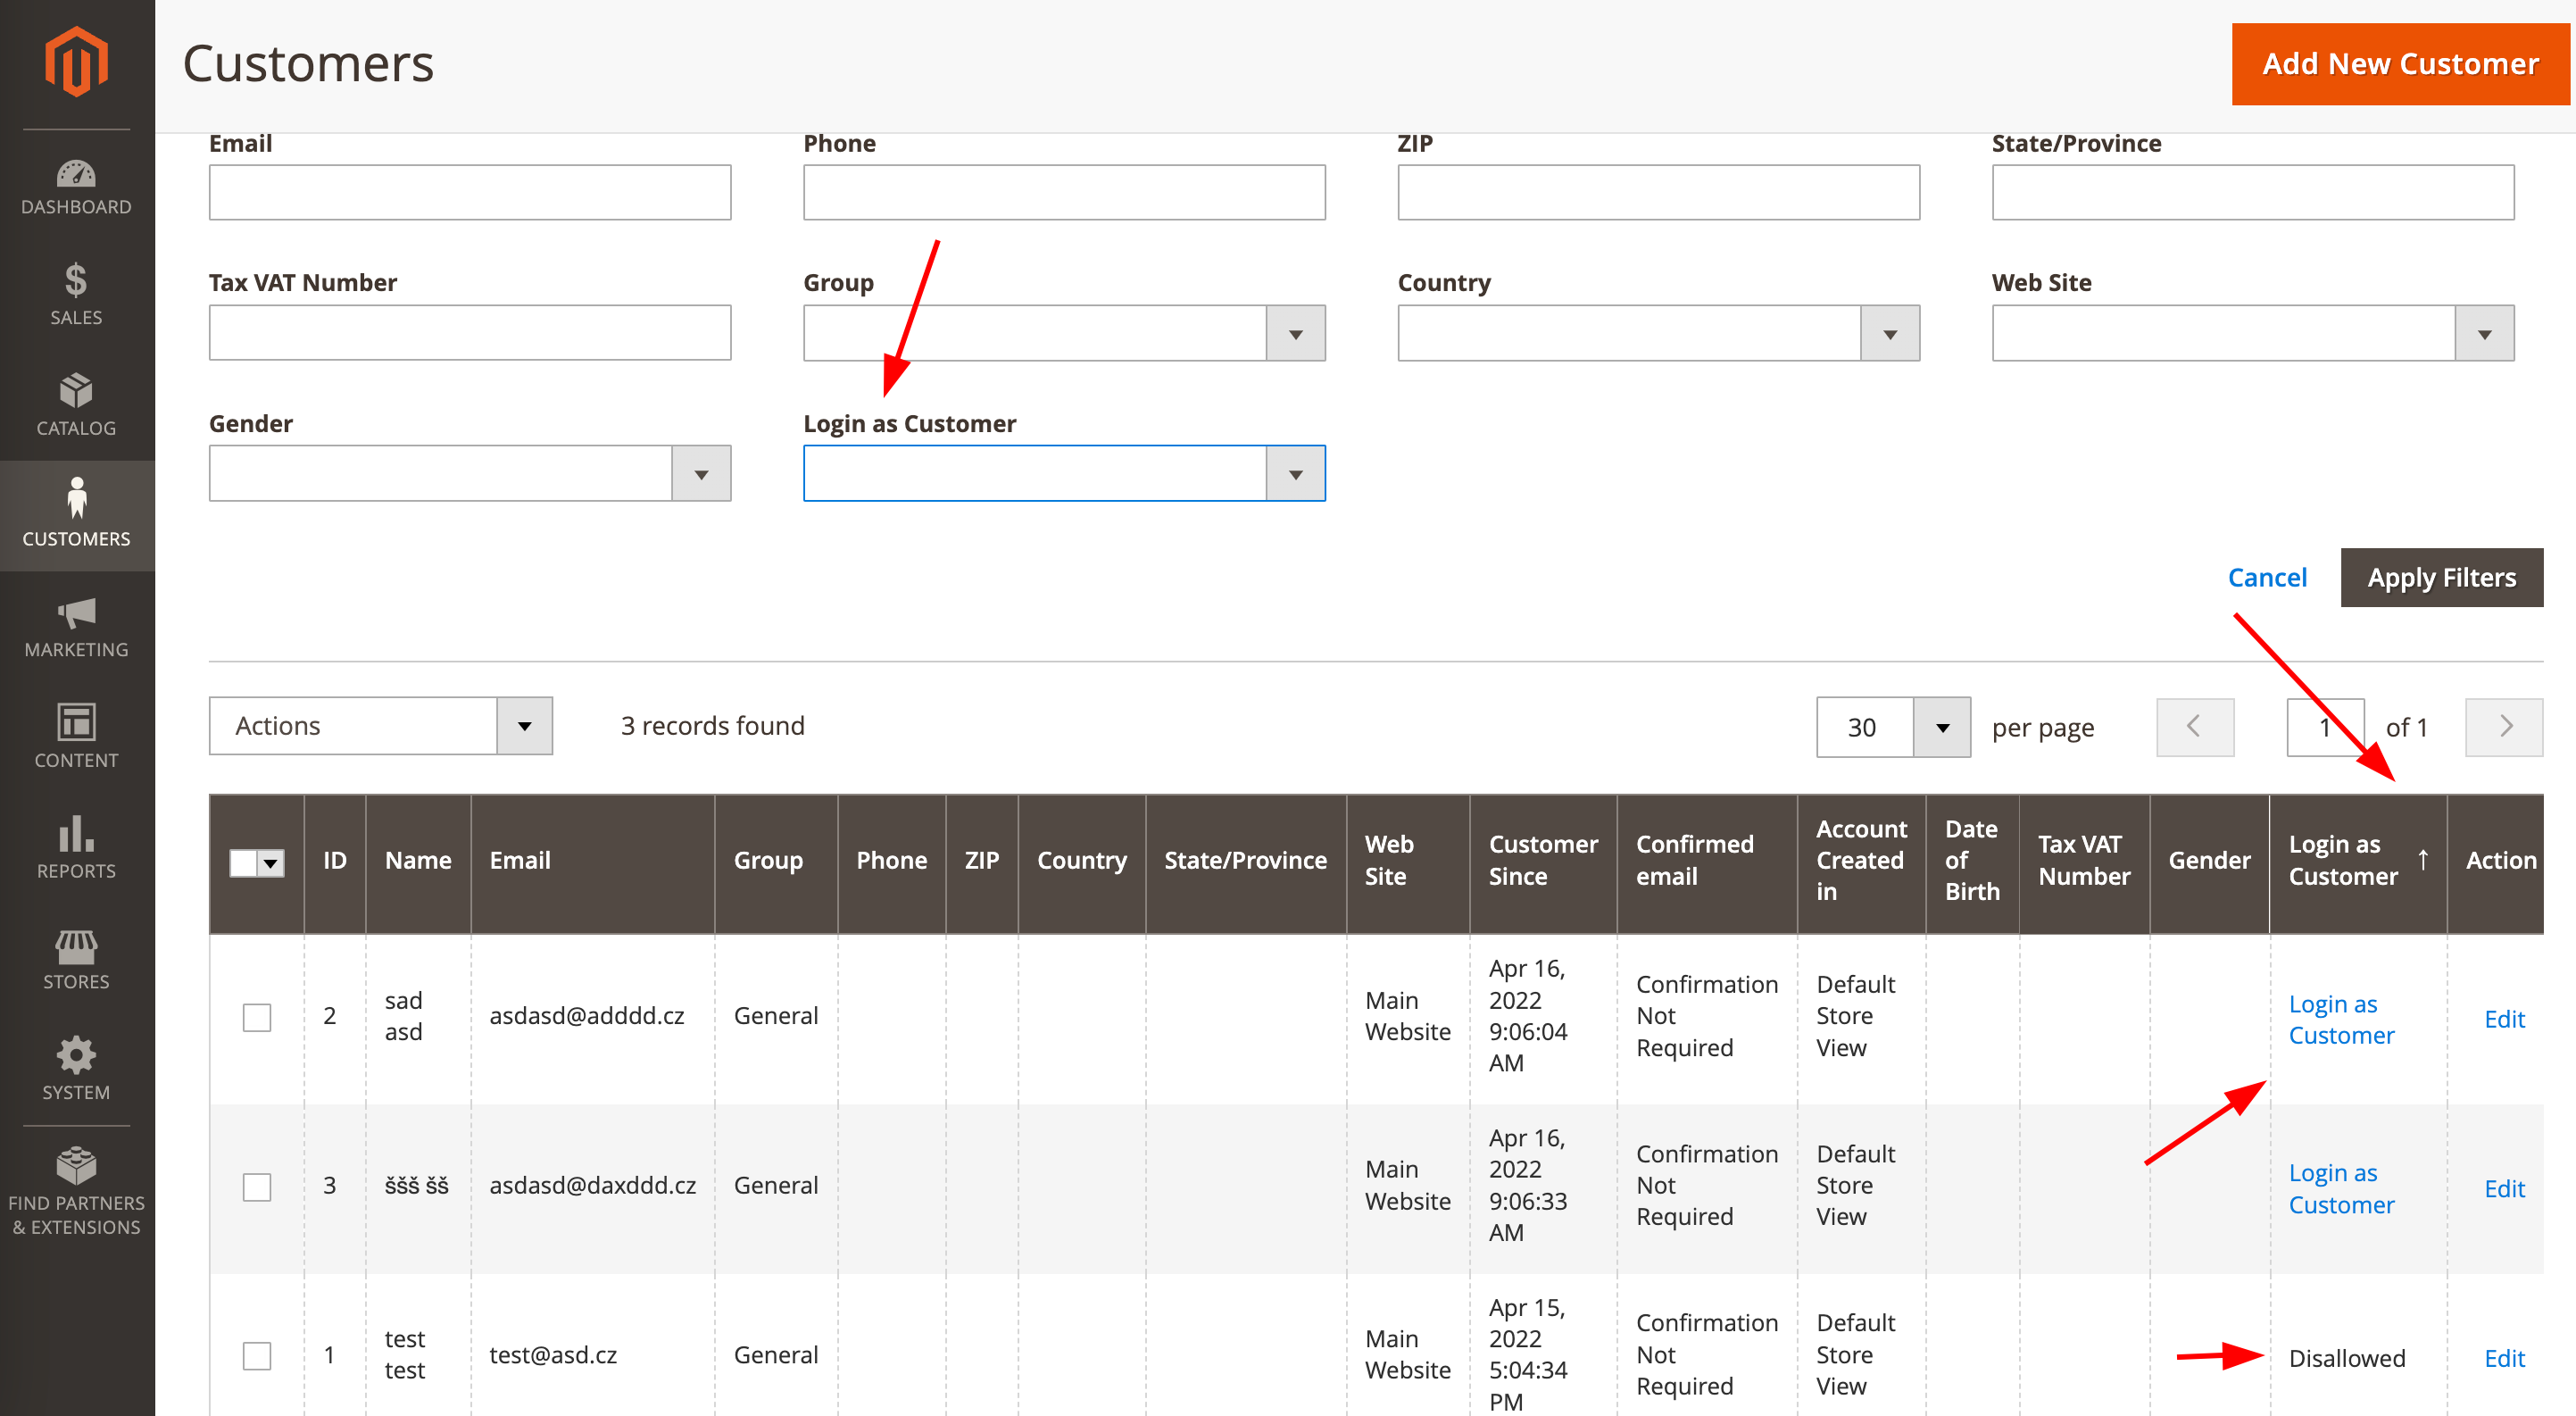 Customers
Add New Customer
DASHBOARD
SALES
CATALOG
CUSTOMERS
MARKETING
CONTENT
REPORTS
STORES
SYSTEM
FIND PARTNERS
& EXTENSIONS
Email
Phone
ZIP
State/Province
Tax VAT Number
Group
Country
Web Site
Gender
Login as Customer
Cancel
Apply Filters
Actions
3 records found
30
per page
1
of 1
ID
Name
Email
Group
Phone
ZIP
Country
State/Province
Web
Site
Customer
Since
Confirmed
email
Account
Created
in
Date
of
Birth
Tax VAT
Number
Gender
Login as
Customer
Action
2
sad
asd
asdasd@adddd.cz
General
Main
Website
Apr 16,
2022
9:06:04
AM
Confirmation
Not
Required
Default
Store
View
Login as
Customer
Edit
3
ššš šš
asdasd@daxddd.cz
General
Main
Website
Apr 16,
2022
9:06:33
AM
Confirmation
Not
Required
Default
Store
View
Login as
Customer
Edit
1
test
test
test@asd.cz
General
Main
Website
Apr 15,
2022
5:04:34
PM
Confirmation
Not
Required
Default
Store
View
Disallowed
Edit